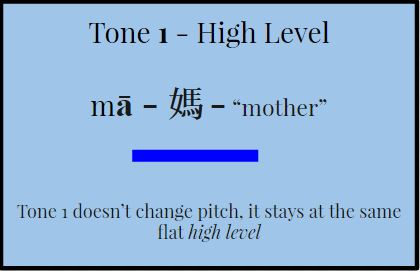 Tone 1 - High Level
mā - 媽 - “mother”
Tone 1 doesn’t change pitch, it stays at the same
flat high level